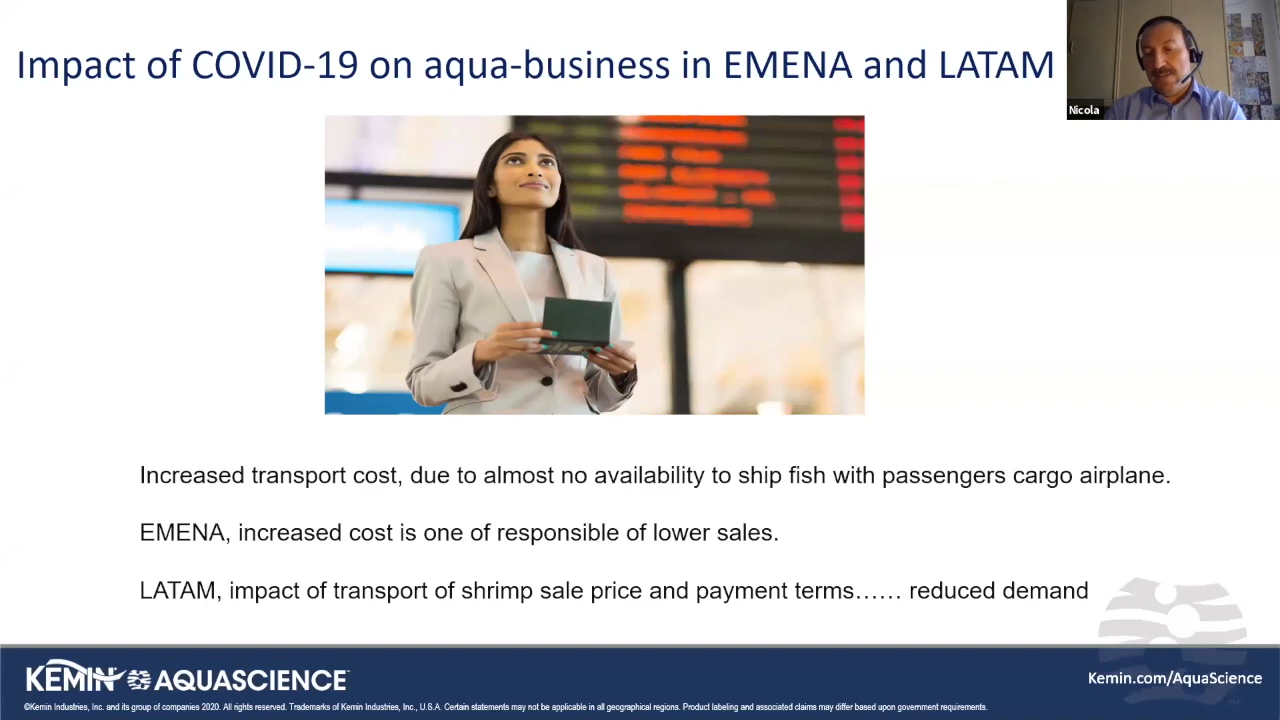 Impact of COVID-19 on aqua-business in EMENA and LATAM
Nicola
Increased transport cost, due to almost no availability to ship fish with passengers cargo airplane.
EMENA, increased cost is one of responsible of lower sales.
LATAM, impact of transport of shrimp sale price and payment terms…… reduced demand
KEMIN AQUASCIENCE™
Kemin.com/AquaScience
©Kemin Industries, Inc. and its group of companies 2020. All rights reserved. Trademarks of Kemin Industries, Inc., U.S.A. Certain statements may not be applicable in all geographical regions. Product labeling and associated claims may differ based upon government requirements.